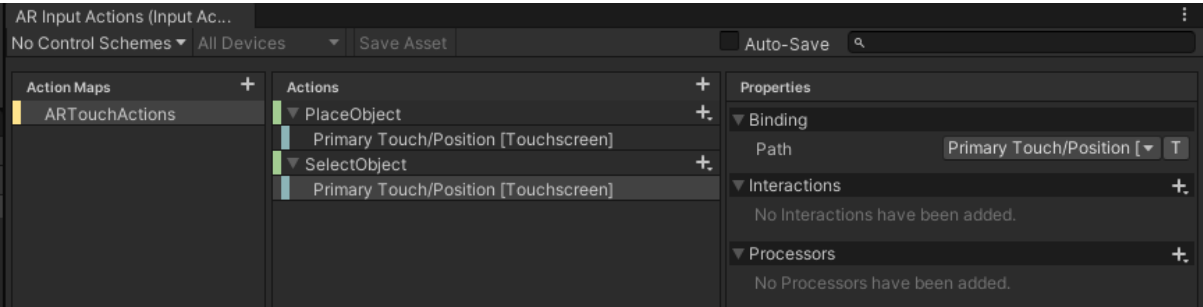 AR Input Actions (Input Ac...
No Control Schemes All Devices Save Asset Auto-Save
Action Maps
ARTouchActions
Actions
PlaceObject
Primary Touch/Position [Touchscreen]
SelectObject
Primary Touch/Position [Touchscreen]
Properties
Binding
Path Primary Touch/Position [ T
Interactions
No Interactions have been added.
Processors
No Processors have been added.